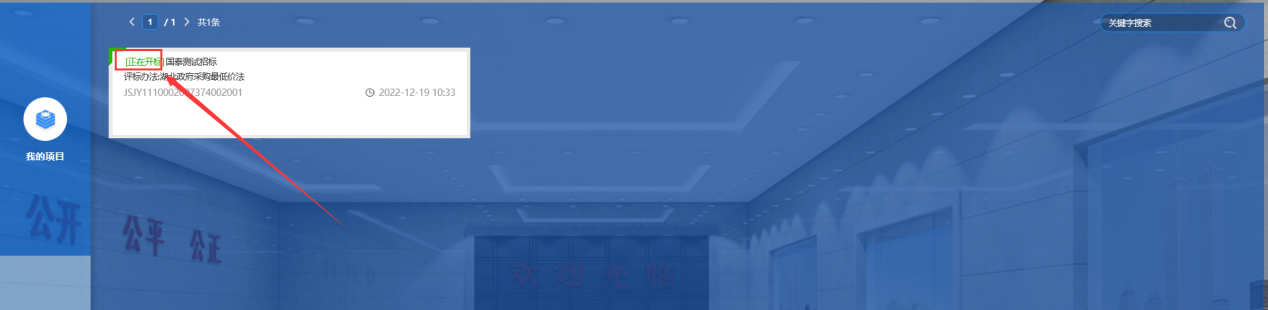 1 / 1 共1条
关键字搜索
[正在开标] 国泰测试招标
评标办法:湖北政府采购最低价法
JSJY1110002007374002001
2022-12-19 10:33
我的项目
公开
公平
公正
欢迎光临